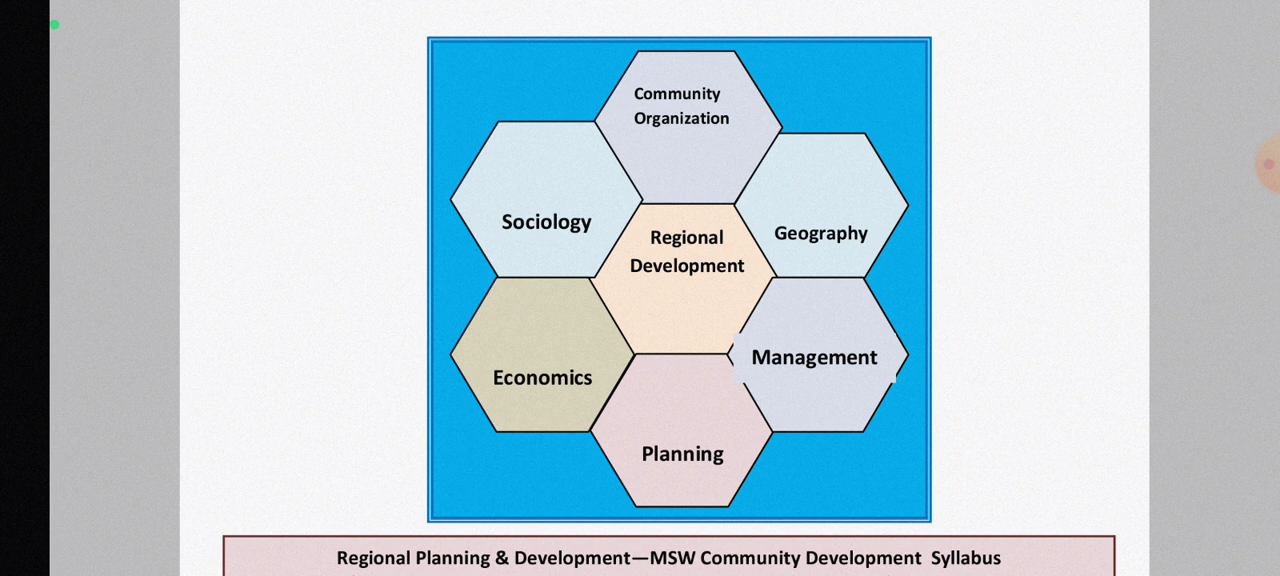 Community
Organization
Sociology
Geography
Regional
Development
Economics
Management
Planning
Regional Planning & Development—MSW Community Development Syllabus